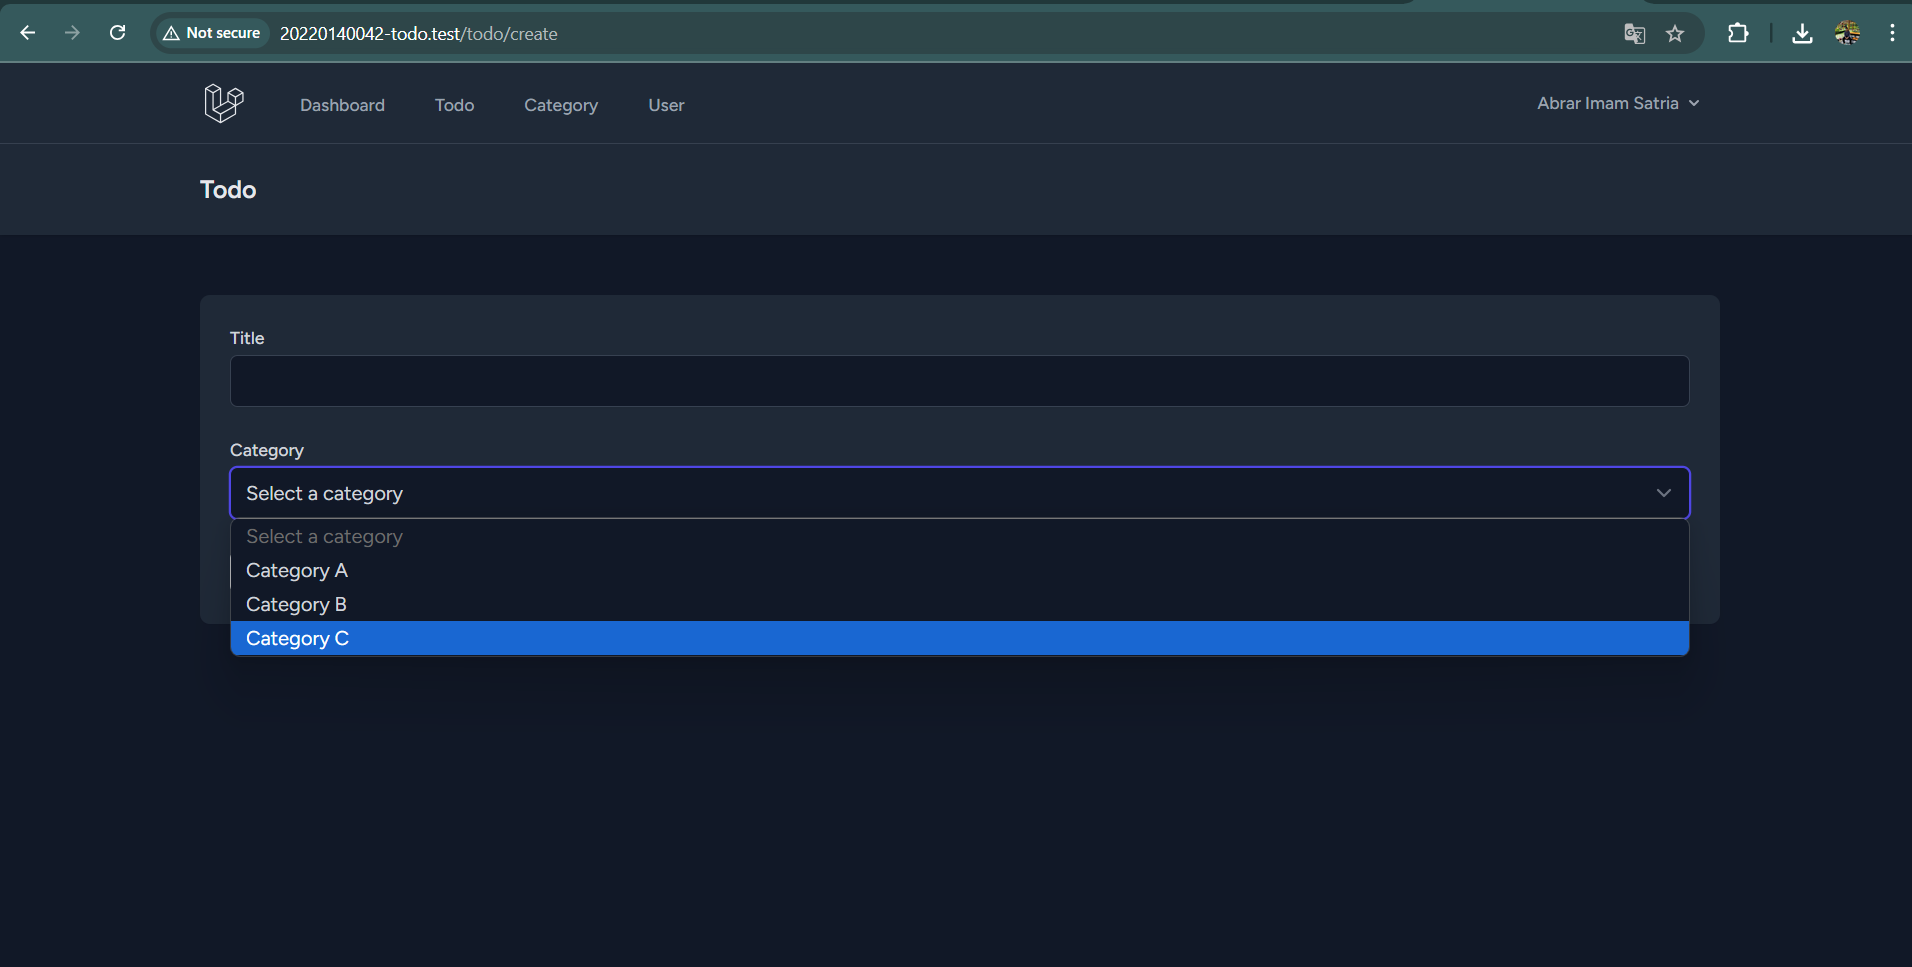 Not secure 20220140042-todo.test/todo/create
Dashboard Todo Category User Abrar Imam Satria
Todo
Title
Category
Select a category
Select a category
Category A
Category B
Category C